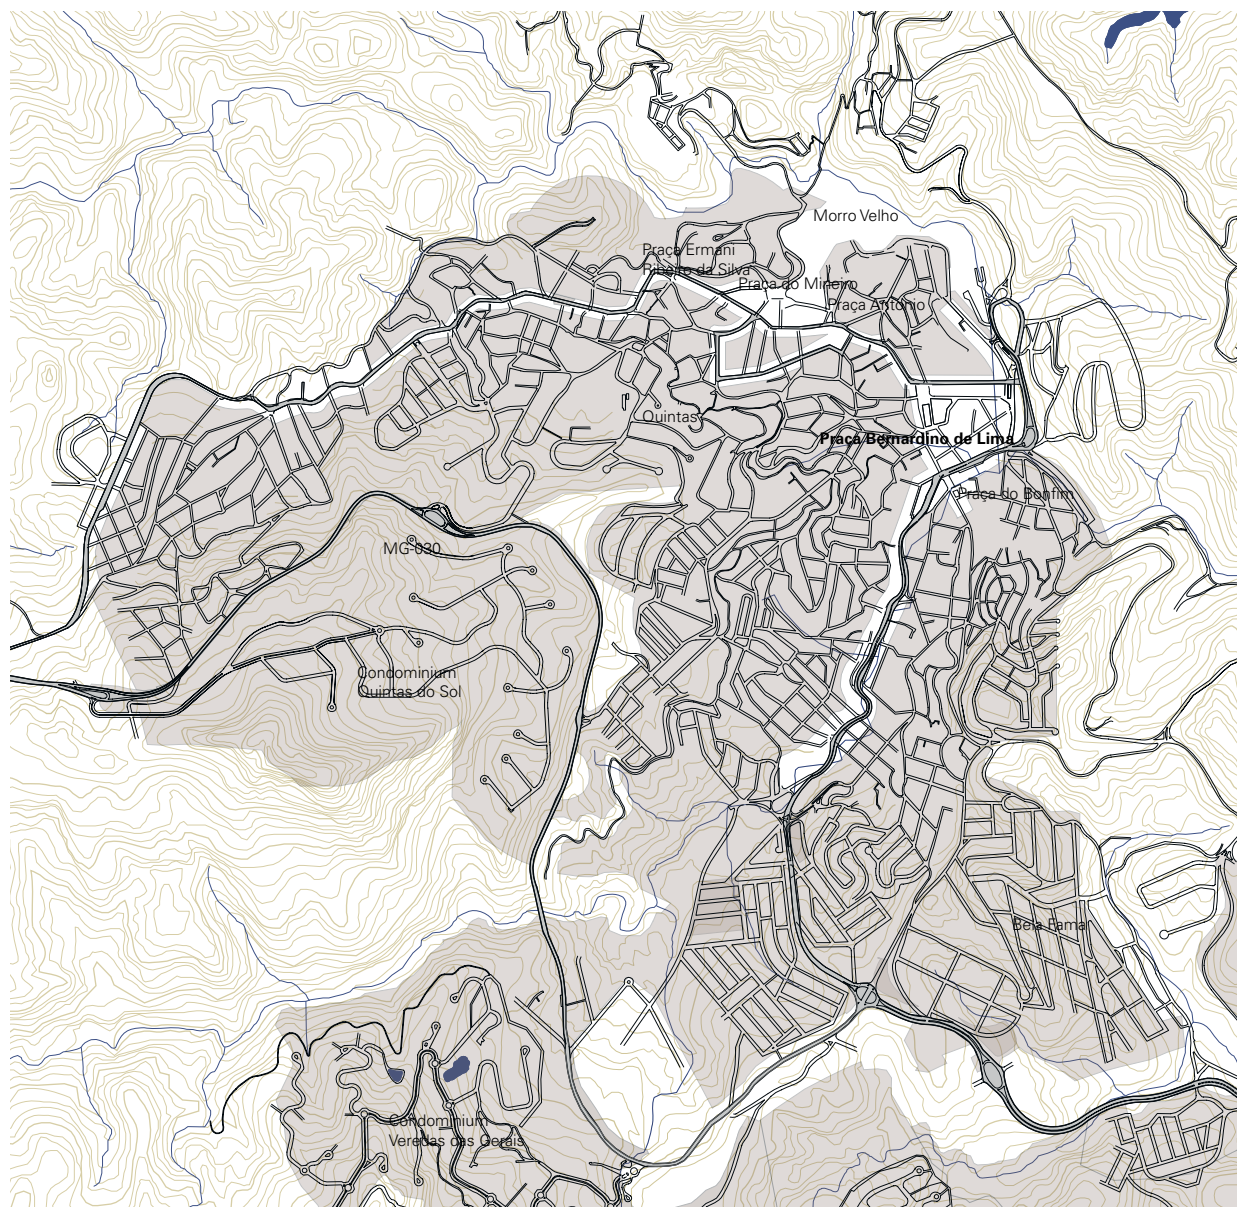 Morro Velho
Praça Ermani
Ribeiro da Silva
Praça do Mineiro
Praça Antonio
Quintas
Praça Bernardino de Lima
Praça do Bonfim
MG-030
Condominium
Quintas do Sol
Bela Fama
Condominium
Veredas das Gerais